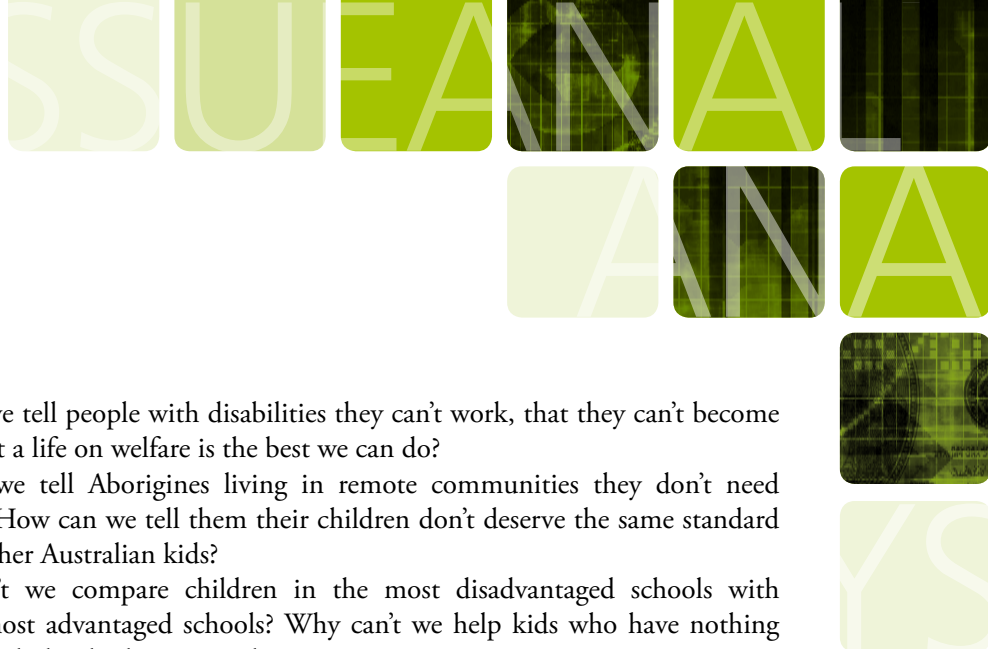 SSUEANAL
ANA
YS
tell people with disabilities they can’t work, that they can’t become
a life on welfare is the best we can do?
we tell Aborigines living in remote communities they don’t need
How can we tell them their children don’t deserve the same standard
Australian kids?
we compare children in the most disadvantaged schools with
advantaged schools? Why can’t we help kids who have nothing